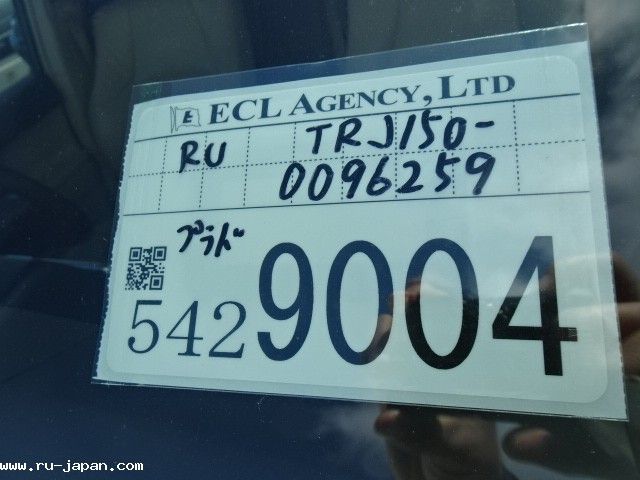 E ECL AGENCY, LTD
RU TRJ150-
0096259
プラド
5429004
www.ru-japan.com